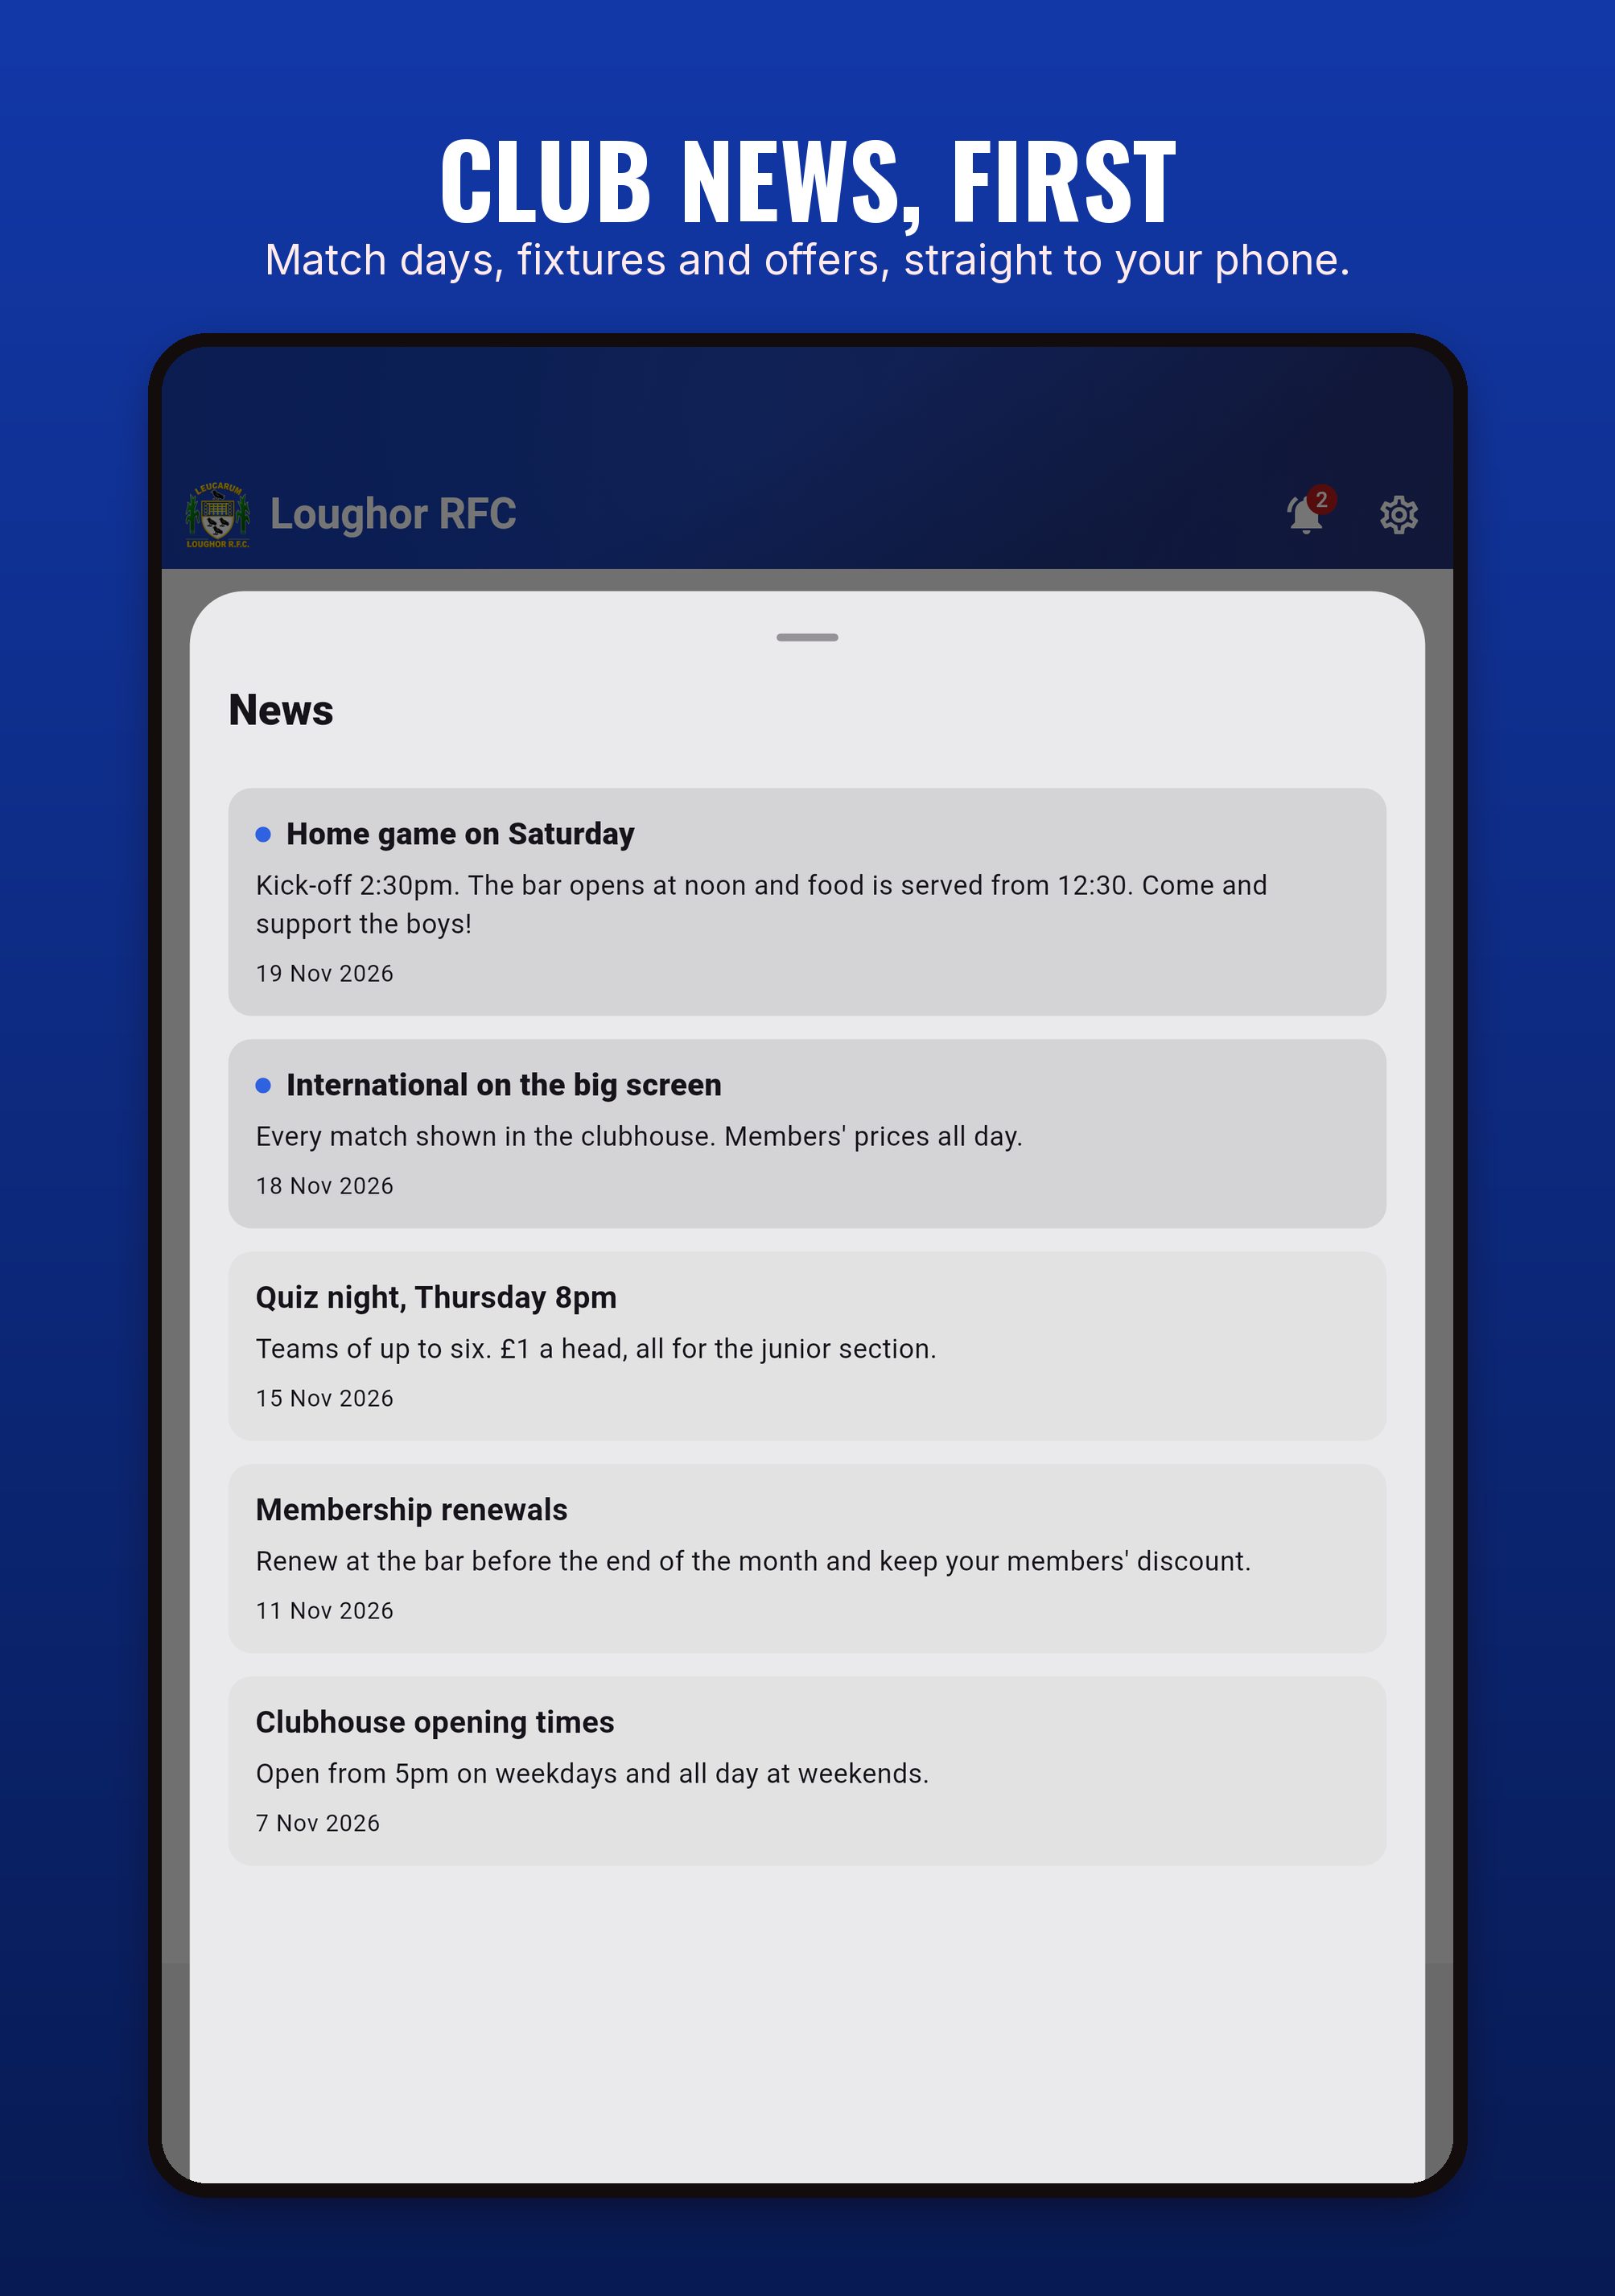 CLUB NEWS, FIRST
Match days, fixtures and offers, straight to your phone.
LEUCARUM
LOUGHOR R.F.C.
Loughor RFC
2
News
Home game on Saturday
Kick-off 2:30pm. The bar opens at noon and food is served from 12:30. Come and
support the boys!
19 Nov 2026
International on the big screen
Every match shown in the clubhouse. Members' prices all day.
18 Nov 2026
Quiz night, Thursday 8pm
Teams of up to six. £1 a head, all for the junior section.
15 Nov 2026
Membership renewals
Renew at the bar before the end of the month and keep your members' discount.
11 Nov 2026
Clubhouse opening times
Open from 5pm on weekdays and all day at weekends.
7 Nov 2026